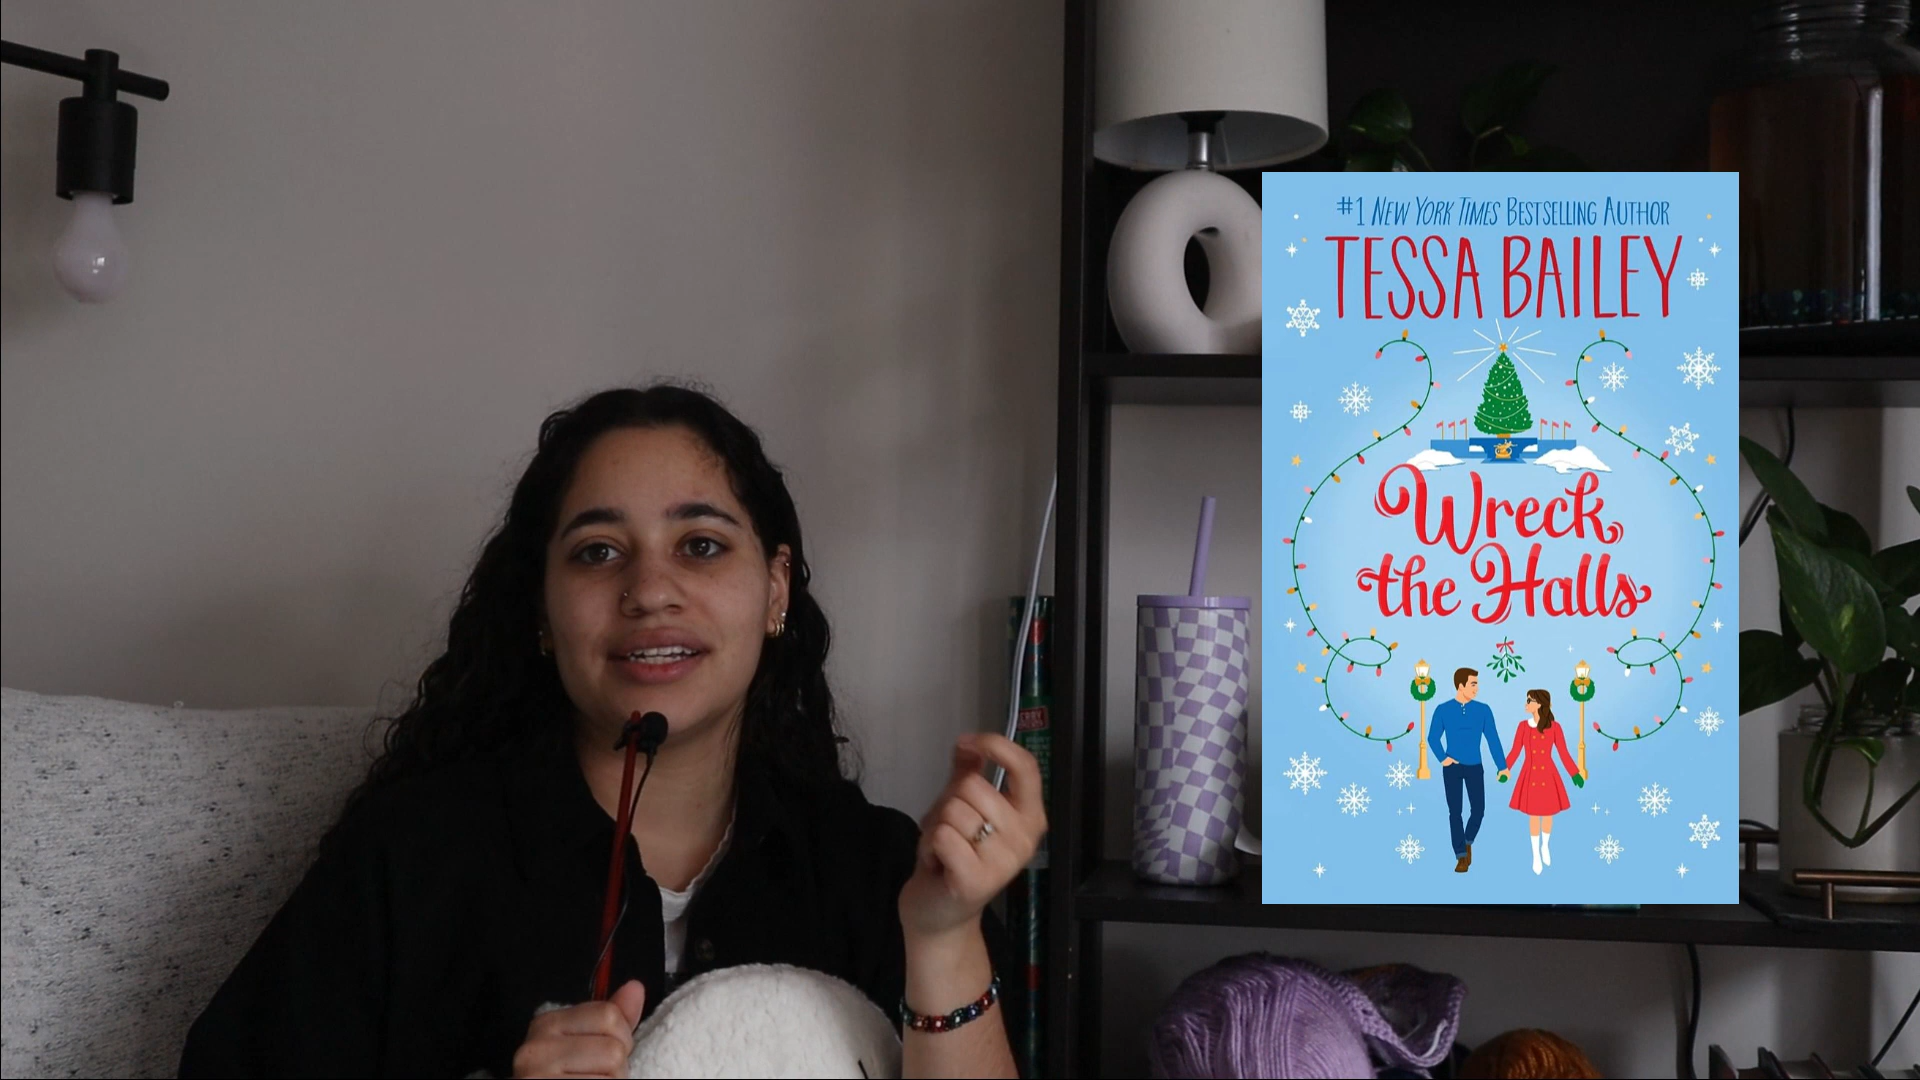 #1 NEW YORK TIMES BESTSELLING AUTHOR
TESSA BAILEY
Wreck
the Halls